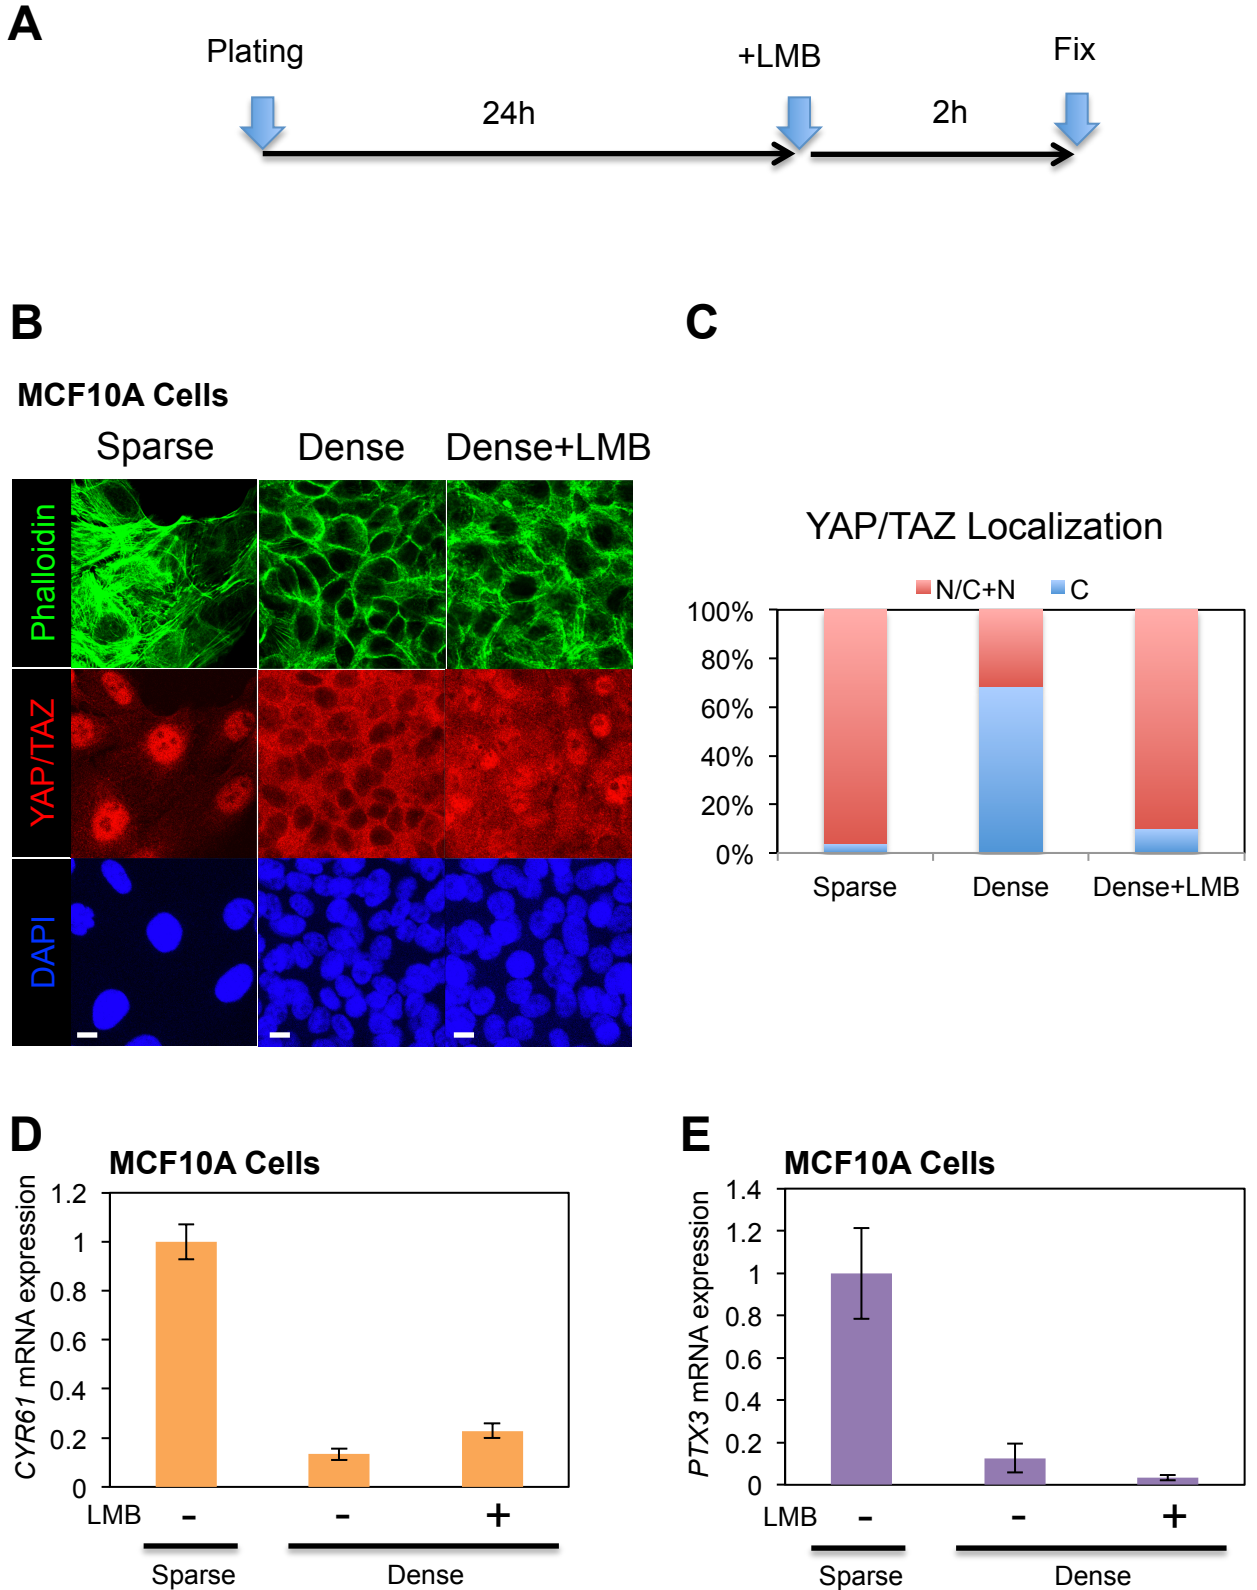 A
Plating
+LMB
Fix
24h
2h
B
C
MCF10A Cells
Sparse Dense Dense+LMB
Phalloidin
YAP/TAZ
DAPI
YAP/TAZ Localization
N/C+N C
100%
80%
60%
40%
20%
0%
Sparse Dense Dense+LMB
D
MCF10A Cells
CYR61 mRNA expression
1.2
1
0.8
0.6
0.4
0.2
0
LMB - - +
Sparse Dense
E
MCF10A Cells
PTX3 mRNA expression
1.4
1.2
1
0.8
0.6
0.4
0.2
0
LMB - - +
Sparse Dense